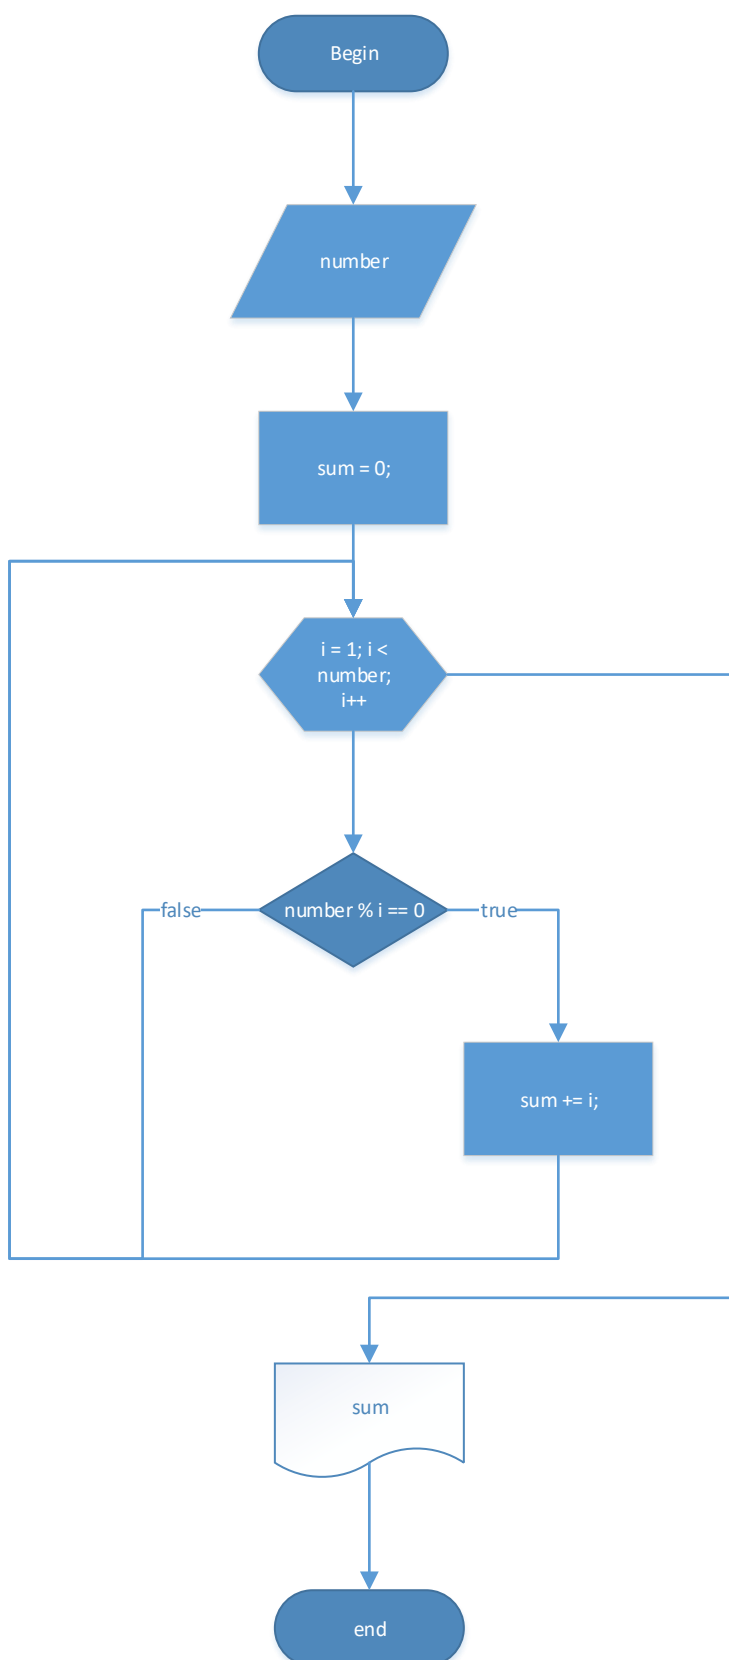 Begin
number
sum = 0;
i = 1; i <
number;
i++
false
number % i == 0
true
sum += i;
sum
end